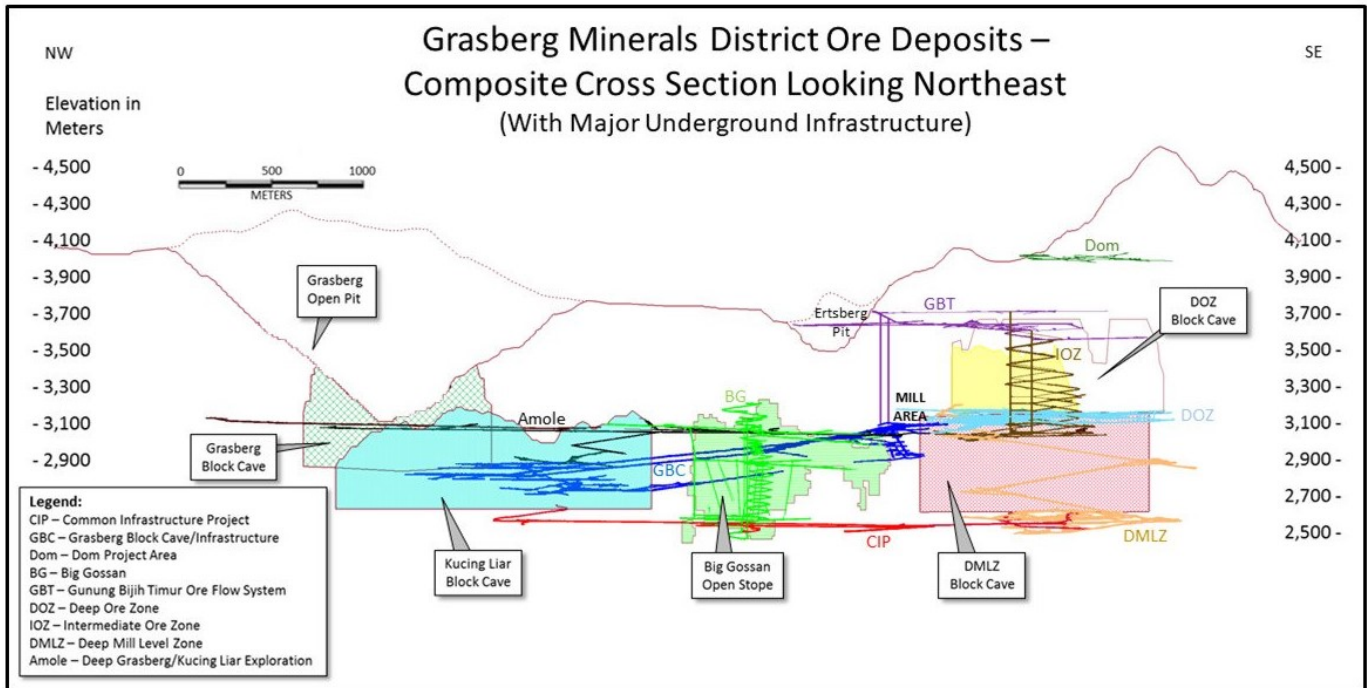 Grasberg Minerals District Ore Deposits –
Composite Cross Section Looking Northeast
(With Major Underground Infrastructure)
NW
SE
Elevation in
Meters
0 500 1000
METERS
- 4,500
- 4,300
- 4,100
- 3,900
- 3,700
- 3,500
- 3,300
- 3,100
- 2,900
4,500 -
4,300 -
4,100 -
3,900 -
3,700 -
3,500 -
3,300 -
3,100 -
2,900 -
2,700 -
2,500 -
Grasberg
Open Pit
Grasberg
Block Cave
Amole
GBC
BG
Ertsberg
Pit
GBT
Dom
DOZ
Block Cave
IOZ
MILL
AREA
DOZ
DMLZ
CIP
Kucing Liar
Block Cave
Big Gossan
Open Stope
DMLZ
Block Cave
Legend:
CIP – Common Infrastructure Project
GBC – Grasberg Block Cave/Infrastructure
Dom – Dom Project Area
BG – Big Gossan
GBT – Gunung Bijih Timur Ore Flow System
DOZ – Deep Ore Zone
IOZ – Intermediate Ore Zone
DMLZ – Deep Mill Level Zone
Amole – Deep Grasberg/Kucing Liar Exploration